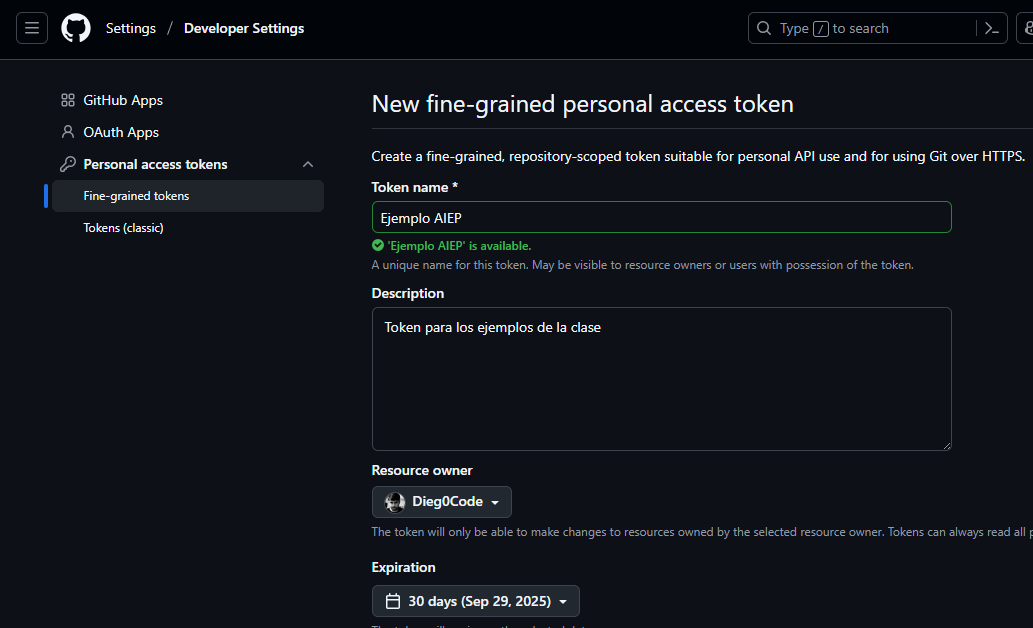 Settings / Developer Settings
Type / to search
GitHub Apps
OAuth Apps
Personal access tokens
Fine-grained tokens
Tokens (classic)
New fine-grained personal access token
Create a fine-grained, repository-scoped token suitable for personal API use and for using Git over HTTPS.
Token name *
Ejemplo AIEP
'Ejemplo AIEP' is available.
A unique name for this token. May be visible to resource owners or users with possession of the token.
Description
Token para los ejemplos de la clase
Resource owner
Dieg0Code
The token will only be able to make changes to resources owned by the selected resource owner. Tokens can always read all
Expiration
30 days (Sep 29, 2025)